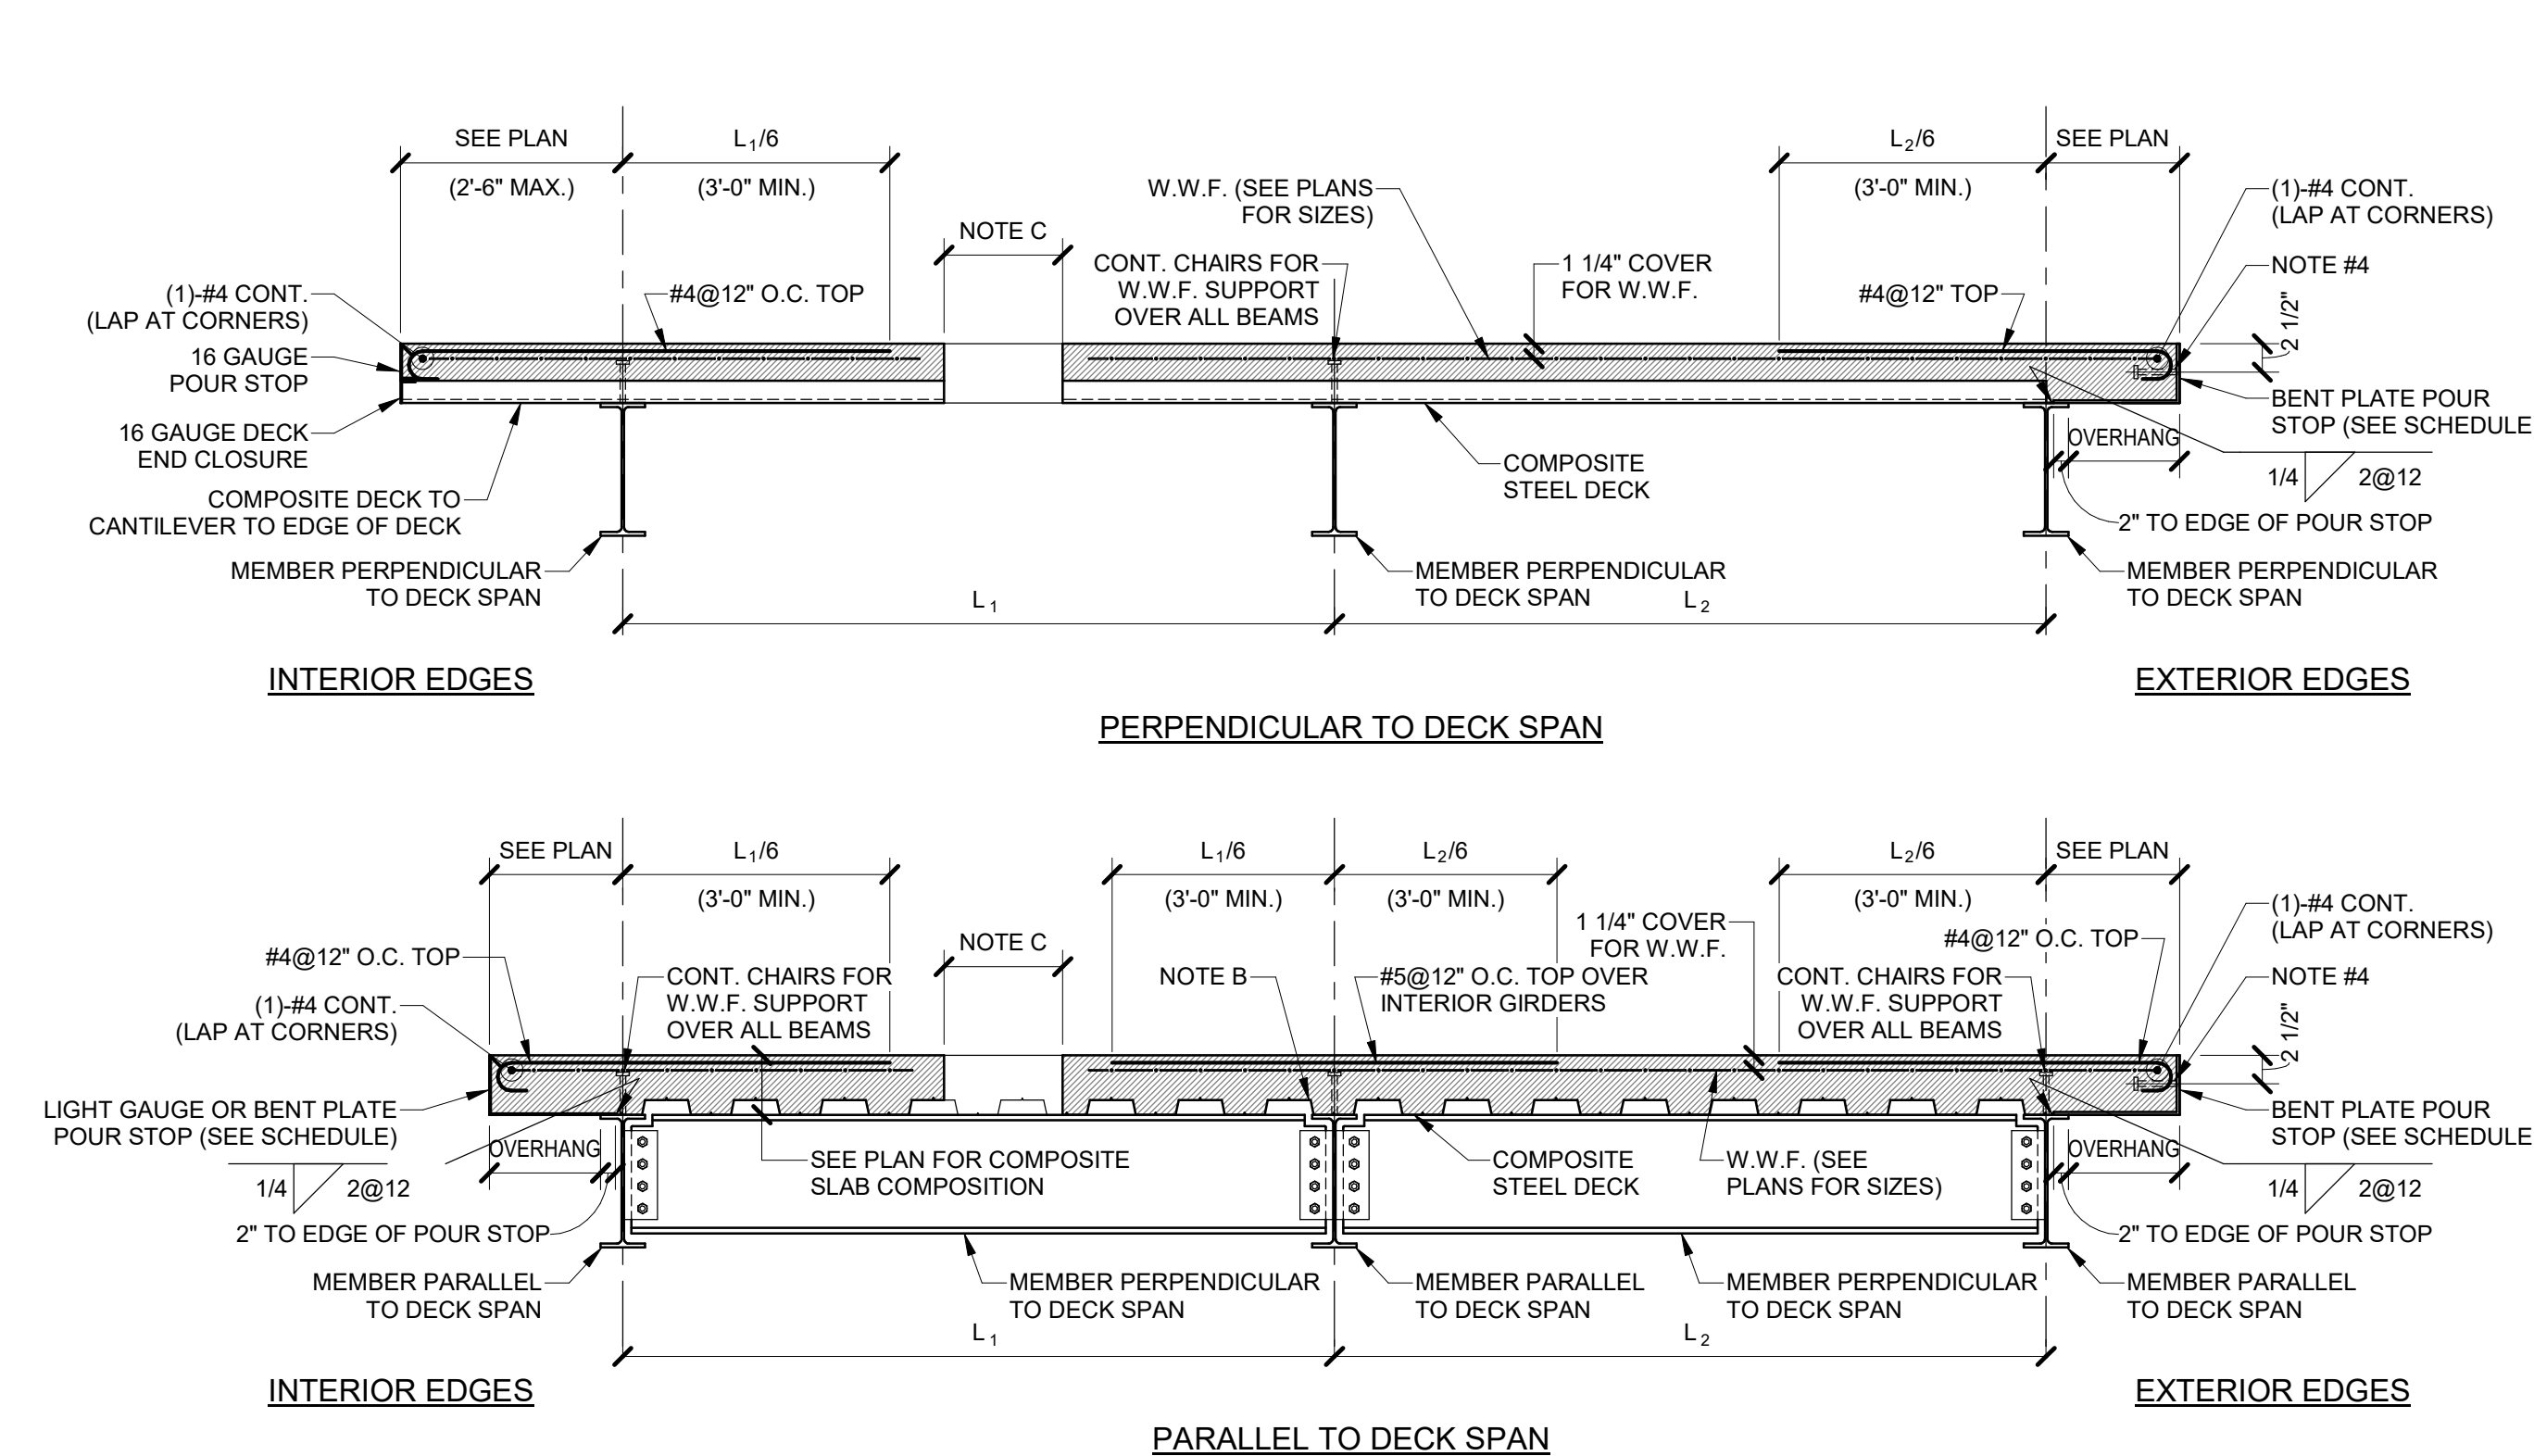 SEE PLAN
(2'-6" MAX.)
L1/6
(3'-0" MIN.)
L2/6
(3'-0" MIN.)
SEE PLAN
NOTE C
W.W.F. (SEE PLANS
FOR SIZES)
(1)-#4 CONT.
(LAP AT CORNERS)
CONT. CHAIRS FOR
W.W.F. SUPPORT
OVER ALL BEAMS
1 1/4" COVER
FOR W.W.F.
NOTE #4
(1)-#4 CONT.
(LAP AT CORNERS)
#4@12" O.C. TOP
#4@12" TOP
2 1/2"
16 GAUGE
POUR STOP
16 GAUGE DECK
END CLOSURE
COMPOSITE DECK TO
CANTILEVER TO EDGE OF DECK
BENT PLATE POUR
STOP (SEE SCHEDULE
OVERHANG
COMPOSITE
STEEL DECK
1/4
2@12
2" TO EDGE OF POUR STOP
MEMBER PERPENDICULAR
TO DECK SPAN
MEMBER PERPENDICULAR
TO DECK SPAN
MEMBER PERPENDICULAR
TO DECK SPAN
L1
L2
INTERIOR EDGES
EXTERIOR EDGES
PERPENDICULAR TO DECK SPAN
SEE PLAN
L1/6
(3'-0" MIN.)
L1/6
(3'-0" MIN.)
L2/6
(3'-0" MIN.)
L2/6
(3'-0" MIN.)
SEE PLAN
1 1/4" COVER
FOR W.W.F.
(1)-#4 CONT.
(LAP AT CORNERS)
#4@12" O.C. TOP
NOTE C
#4@12" O.C. TOP
CONT. CHAIRS FOR
W.W.F. SUPPORT
OVER ALL BEAMS
NOTE B
#5@12" O.C. TOP OVER
INTERIOR GIRDERS
CONT. CHAIRS FOR
W.W.F. SUPPORT
OVER ALL BEAMS
NOTE #4
(1)-#4 CONT.
(LAP AT CORNERS)
2 1/2"
LIGHT GAUGE OR BENT PLATE
POUR STOP (SEE SCHEDULE)
BENT PLATE POUR
STOP (SEE SCHEDULE
OVERHANG
OVERHANG
SEE PLAN FOR COMPOSITE
SLAB COMPOSITION
COMPOSITE
STEEL DECK
W.W.F. (SEE
PLANS FOR SIZES)
1/4
2@12
1/4
2@12
2" TO EDGE OF POUR STOP
2" TO EDGE OF POUR STOP
MEMBER PARALLEL
TO DECK SPAN
MEMBER PERPENDICULAR
TO DECK SPAN
MEMBER PARALLEL
TO DECK SPAN
MEMBER PERPENDICULAR
TO DECK SPAN
MEMBER PARALLEL
TO DECK SPAN
L1
L2
INTERIOR EDGES
EXTERIOR EDGES
PARALLEL TO DECK SPAN